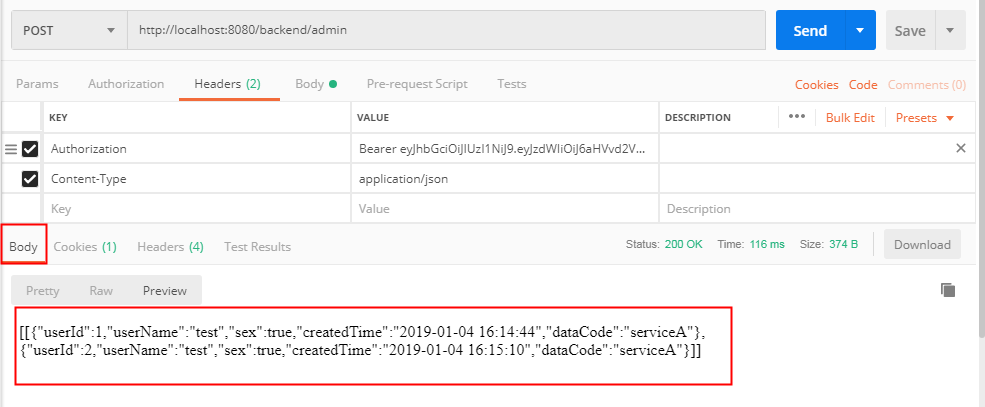 POST http://localhost:8080/backend/admin Send Save
Params Authorization Headers (2) Body Pre-request Script Tests Cookies Code Comments (0)
KEY VALUE DESCRIPTION ••• Bulk Edit Presets
Authorization Bearer eyJhbGciOiJIUzI1NiJ9.eyJzdWIiOiJ6aHVvd2V...
Content-Type application/json
Key Value Description
Body Cookies (1) Headers (4) Test Results Status: 200 OK Time: 116 ms Size: 374 B Download
Pretty Raw Preview
[[{"userId":1,"userName":"test","sex":true,"createdTime":"2019-01-04 16:14:44","dataCode":"serviceA"},
{"userId":2,"userName":"test","sex":true,"createdTime":"2019-01-04 16:15:10","dataCode":"serviceA"}]]